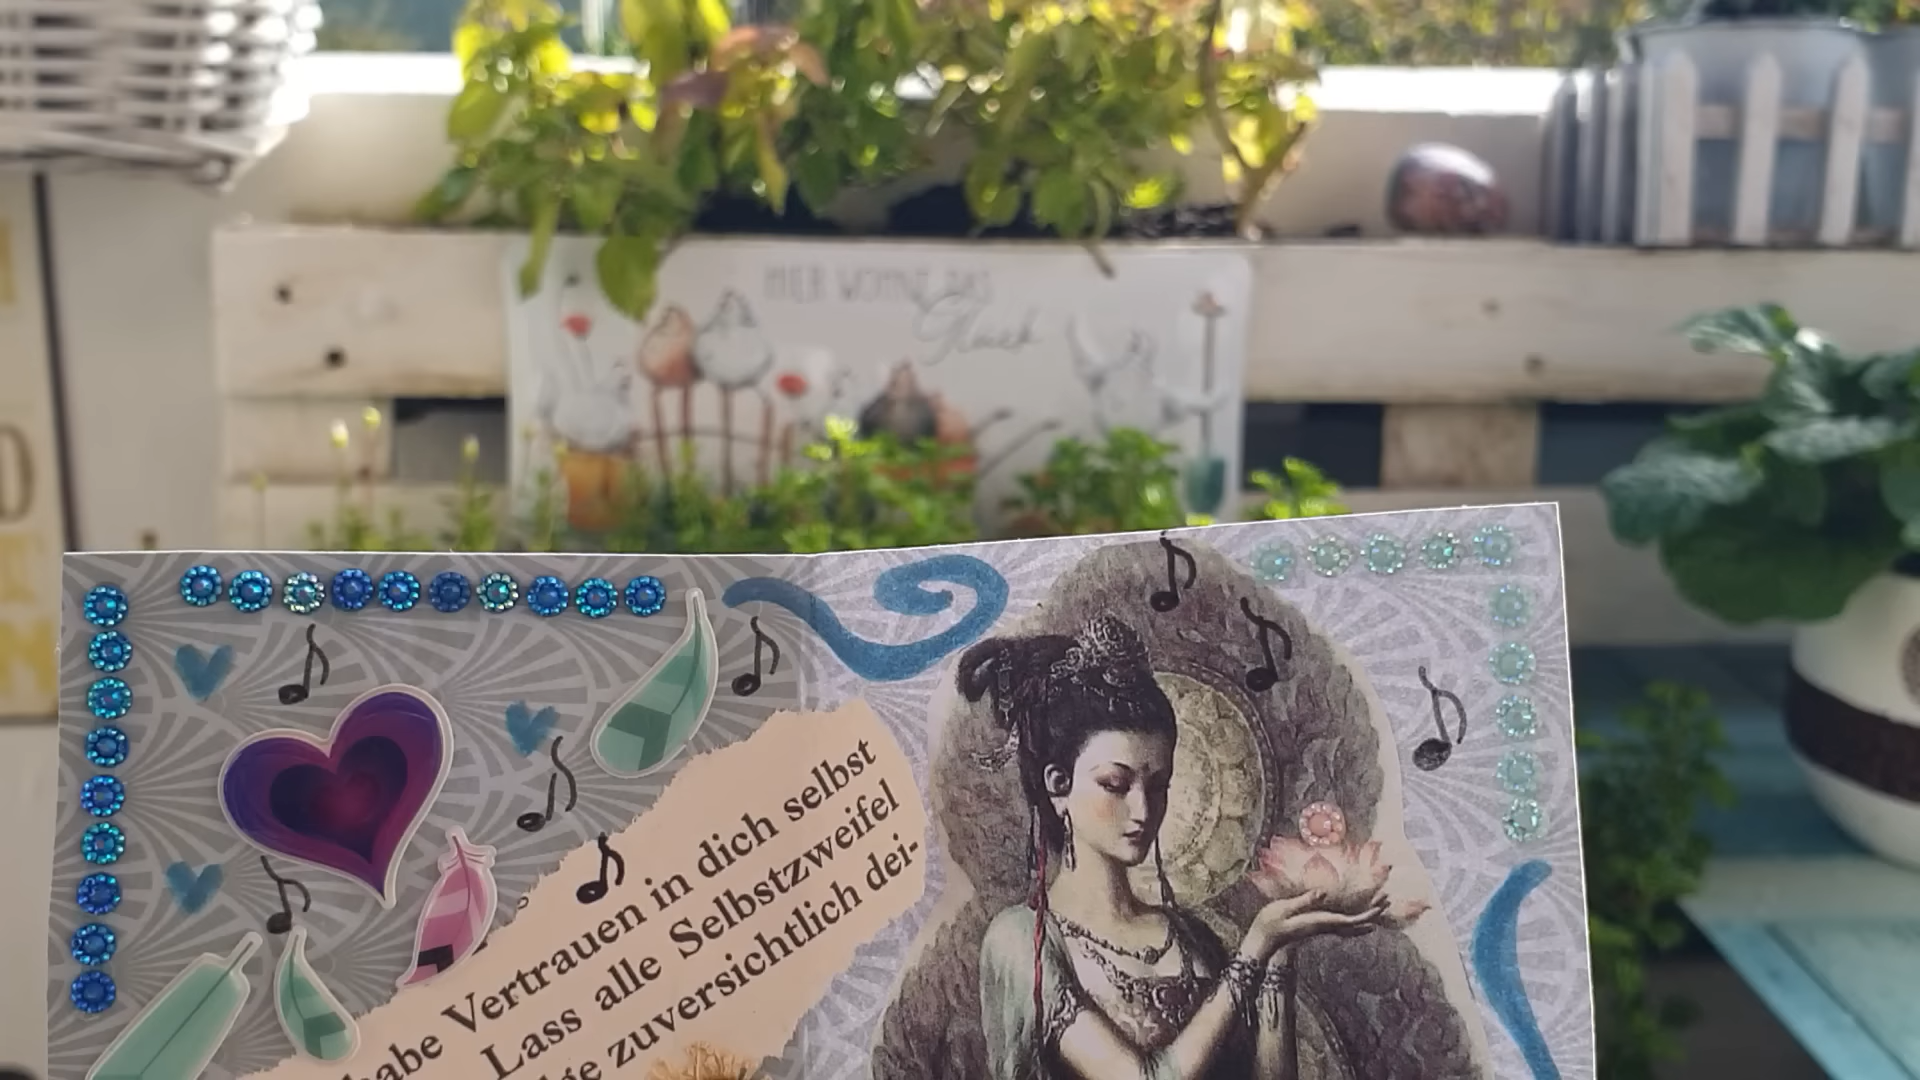 HIER WOHNT DAS
Glück
habe Vertrauen in dich selbst
Lass alle Selbstzweifel
zuversichtlich dei-